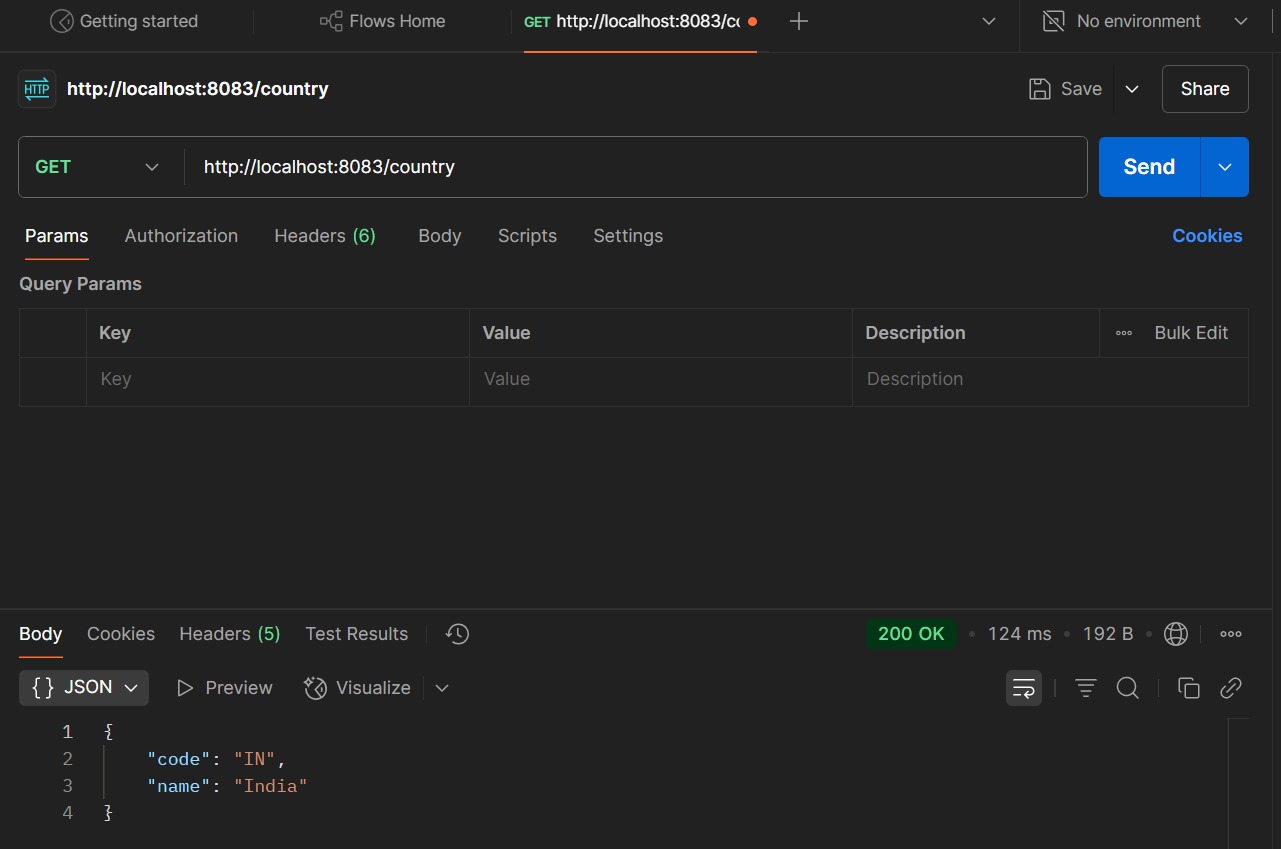 Getting started Flows Home GET http://localhost:8083/cc No environment
HTTP http://localhost:8083/country Save Share
GET http://localhost:8083/country Send
Params Authorization Headers (6) Body Scripts Settings Cookies
Query Params
Key Value Description Bulk Edit
Key Value Description
Body Cookies Headers (5) Test Results 200 OK 124 ms 192 B
{} JSON Preview Visualize
1 {
2 "code": "IN",
3 "name": "India"
4 }